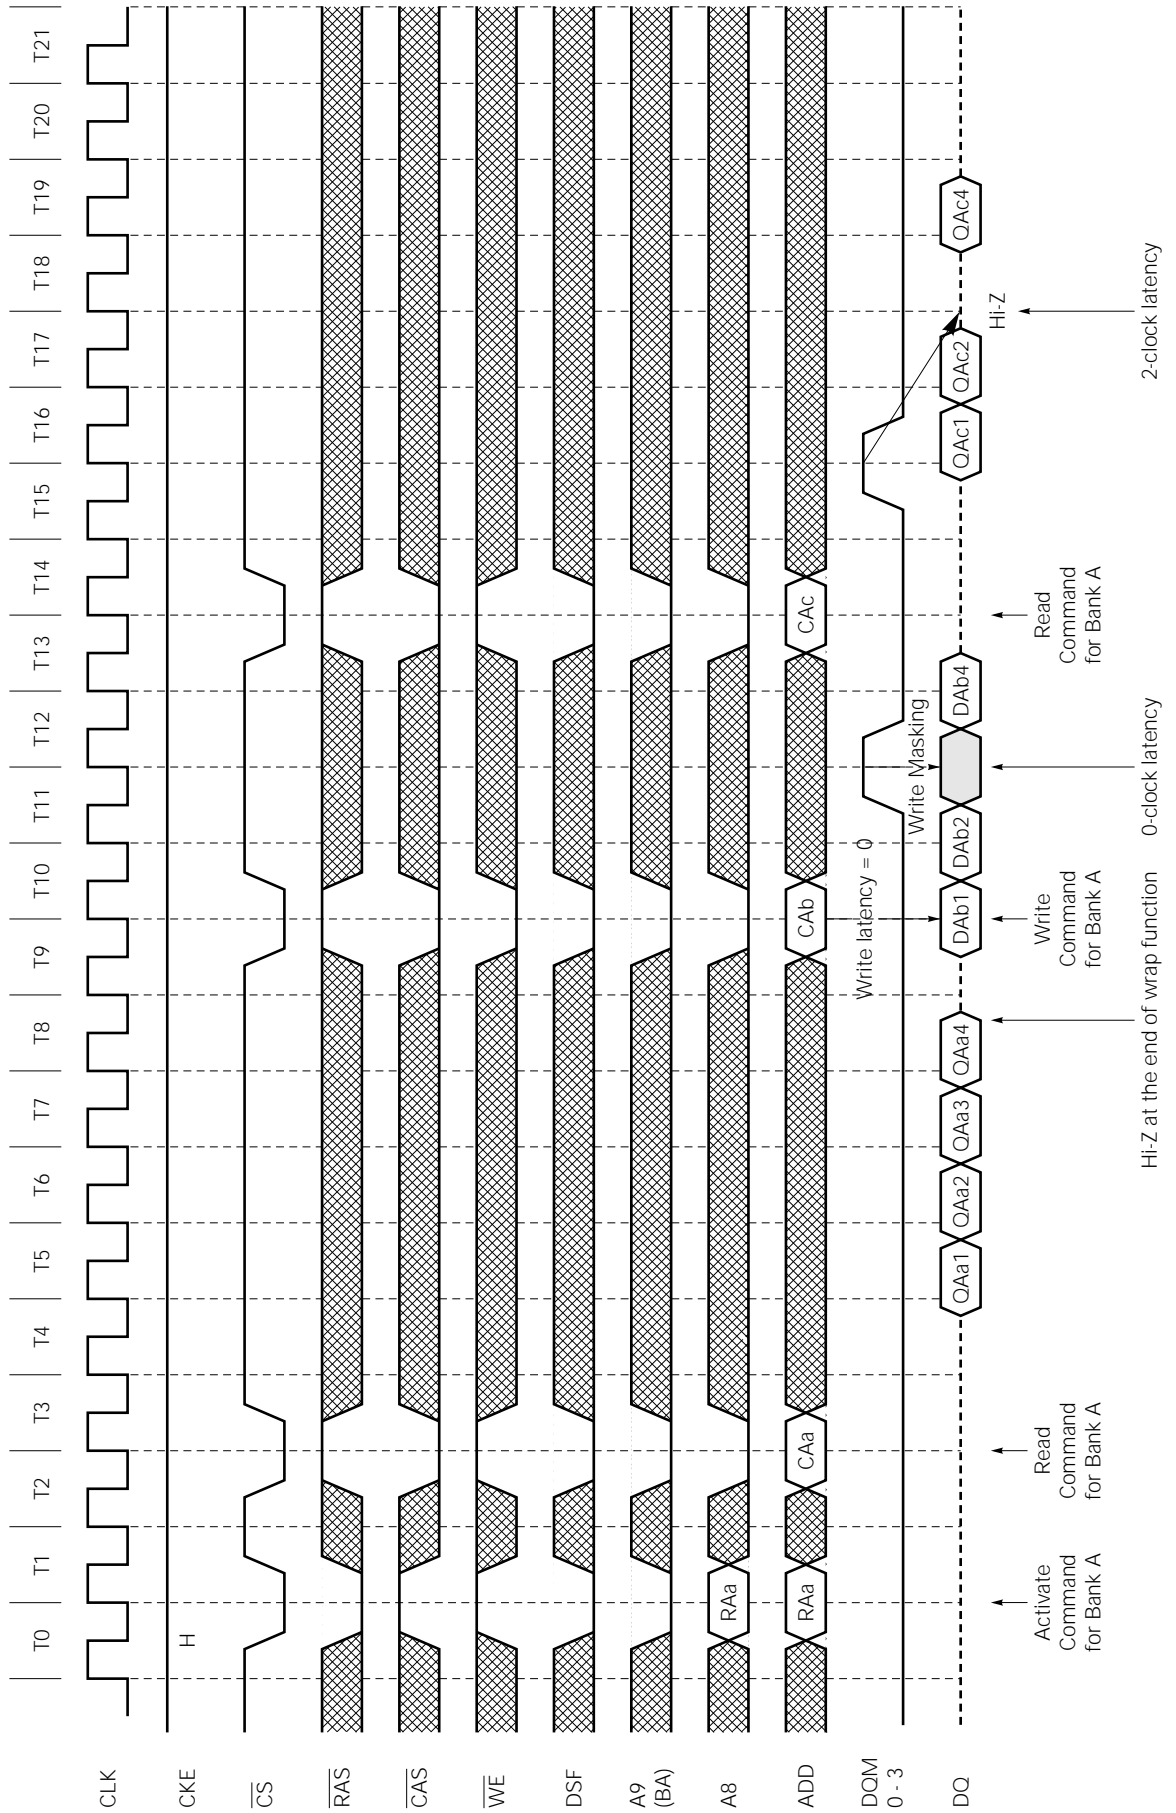 T0 T1 T2 T3 T4 T5 T6 T7 T8 T9 T10 T11 T12 T13 T14 T15 T16 T17 T18 T19 T20 T21
CLK
CKE H
CS
RAS
CAS
WE
DSF
A9
(BA)
A8 RAa
ADD RAa CAa CAb CAc
Write latency = 0
DQM
0 - 3
Write Masking
DQ QAa1 QAa2 QAa3 QAa4 DAb1 DAb2 DAb4 QAc1 QAc2 QAc4
Hi-Z
Activate
Command
for Bank A
Read
Command
for Bank A
Write
Command
for Bank A
Read
Command
for Bank A
Hi-Z at the end of wrap function
0-clock latency
2-clock latency